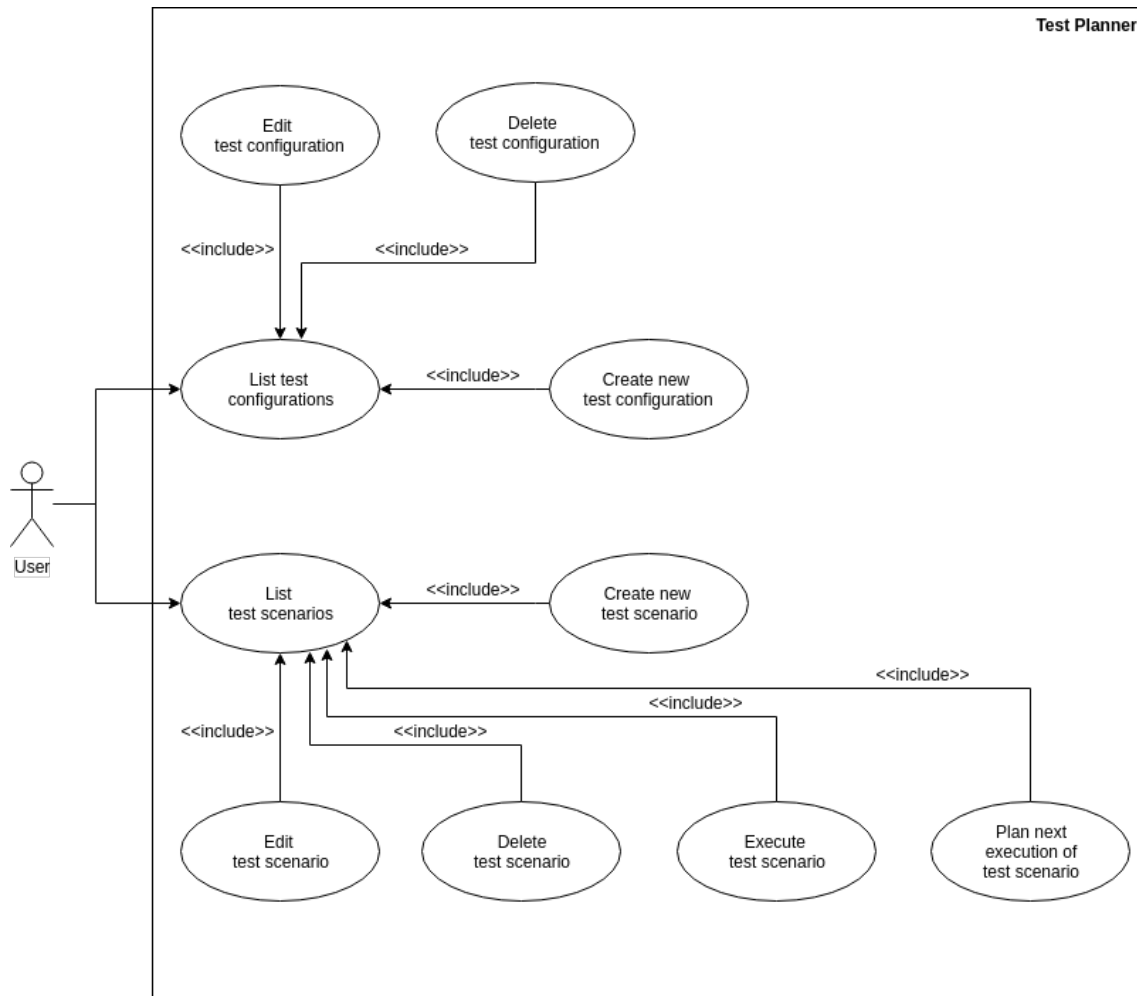 Test Planner
Edit
test configuration
Delete
test configuration
<<include>>
<<include>>
List test
configurations
<<include>>
Create new
test configuration
User
List
test scenarios
<<include>>
Create new
test scenario
<<include>>
<<include>>
<<include>>
<<include>>
Edit
test scenario
Delete
test scenario
Execute
test scenario
Plan next
execution of
test scenario